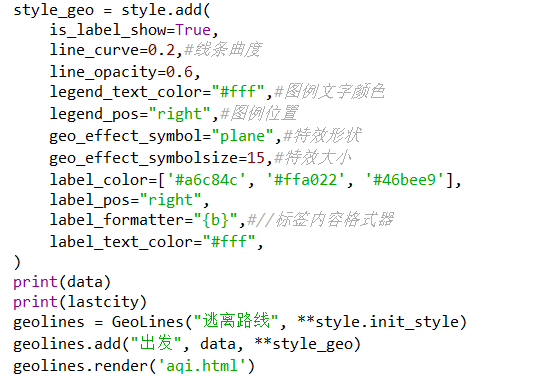 style_geo = style.add(
    is_label_show=True,
    line_curve=0.2,#线条曲度
    line_opacity=0.6,
    legend_text_color="#fff",#图例文字颜色
    legend_pos="right",#图例位置
    geo_effect_symbol="plane",#特效形状
    geo_effect_symbolsize=15,#特效大小
    label_color=['#a6c84c', '#ffa022', '#46bee9'],
    label_pos="right",
    label_formatter="{b}",#//标签内容格式器
    label_text_color="#fff",
)
print(data)
print(lastcity)
geolines = GeoLines("逃离路线", **style.init_style)
geolines.add("出发", data, **style_geo)
geolines.render('aqi.html')